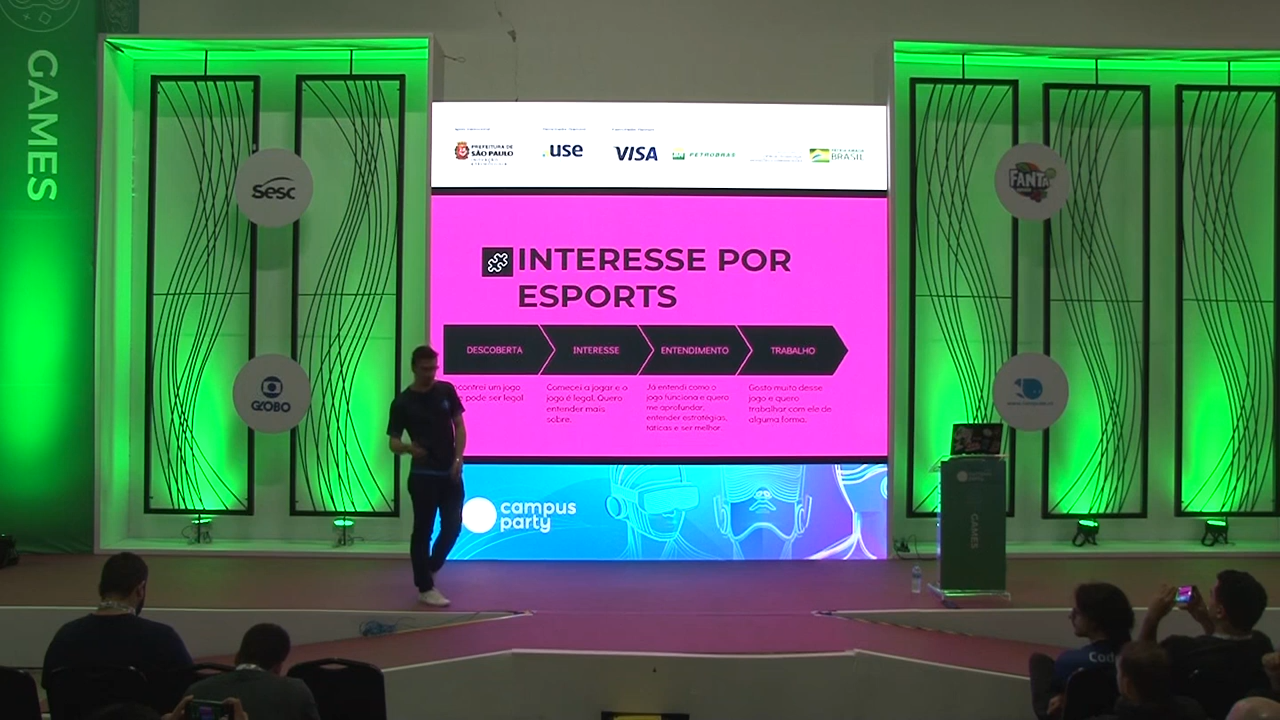 GAMES
Sesc
GLOBO
PREFEITURA DE
SÃO PAULO
.use
VISA
PETROBRAS
BRASIL
INTERESSE POR
ESPORTS
DESCOBERTA
INTERESSE
ENTENDIMENTO
TRABALHO
um jogo
pode ser legal
Comecei a jogar e o
jogo é legal. Quero
entender mais
sobre.
Já entendi como o
jogo funciona e quero
me aprofundar,
entender estratégias,
táticas e ser melhor.
Gosto muito desse
jogo e quero
trabalhar com ele de
alguma forma.
campus
party
FANTA
GAMES
Code